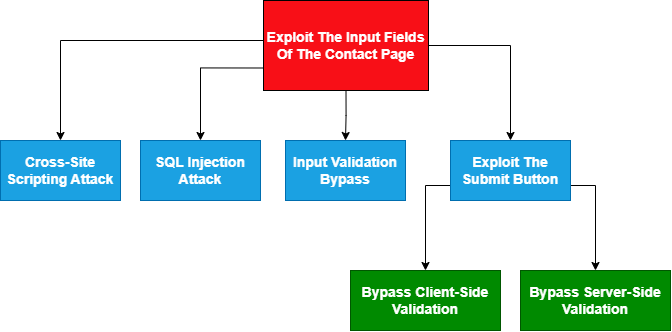 Exploit The Input Fields
Of The Contact Page
Cross-Site
Scripting Attack
SQL Injection
Attack
Input Validation
Bypass
Exploit The
Submit Button
Bypass Client-Side
Validation
Bypass Server-Side
Validation